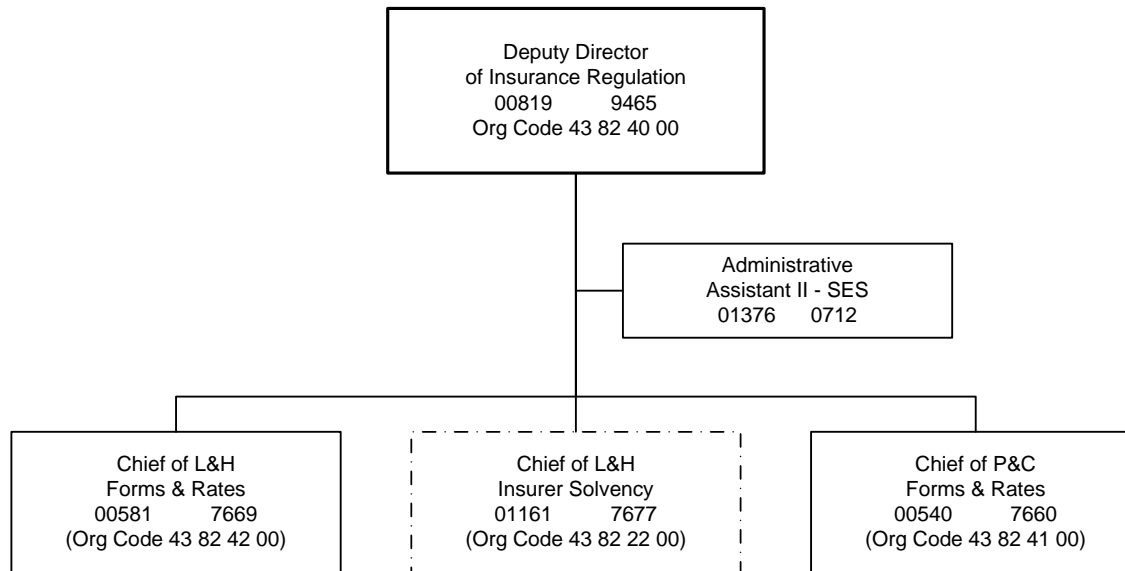 Deputy Director
of Insurance Regulation
00819 9465
Org Code 43 82 40 00
Administrative
Assistant II - SES
01376 0712
Chief of L&H
Forms & Rates
00581 7669
(Org Code 43 82 42 00)
Chief of L&H
Insurer Solvency
01161 7677
(Org Code 43 82 22 00)
Chief of P&C
Forms & Rates
00540 7660
(Org Code 43 82 41 00)